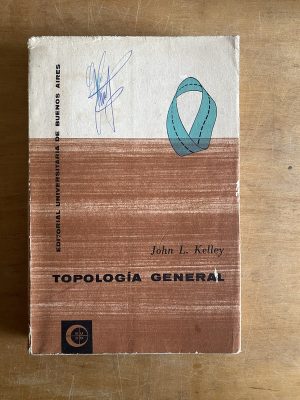 EDITORIAL UNIVERSITARIA DE BUENOS AIRES
John L. Kelley
TOPOLOGÍA GENERAL